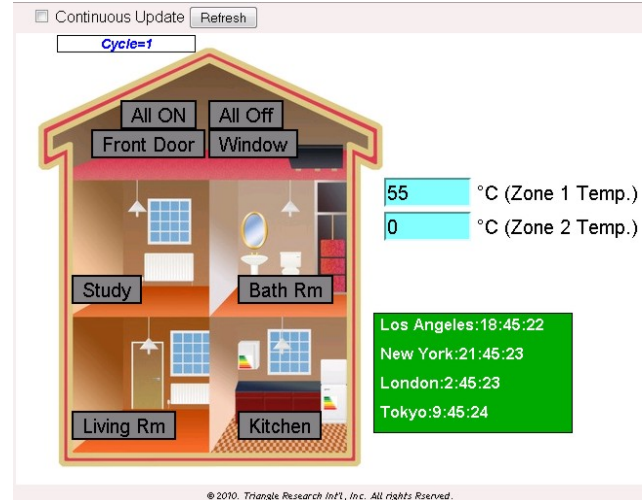 Continuous Update Refresh
Cycle=1
All ON All Off
Front Door Window
55 °C (Zone 1 Temp.)
0 °C (Zone 2 Temp.)
Study Bath Rm
Los Angeles:18:45:22
New York:21:45:23
London:2:45:23
Tokyo:9:45:24
Living Rm Kitchen
©2010. Triangle Research Int'l, Inc. All rights Rserved.